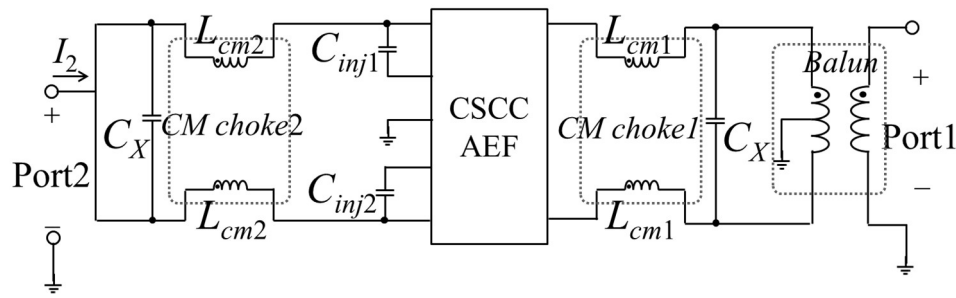 I2
+
Port2
−
CX
Lcm2
CM choke2
Lcm2
Cinj1
Cinj2
CSCC
AEF
Lcm1
CM choke1
Lcm1
CX
Balun
+
Port1
−